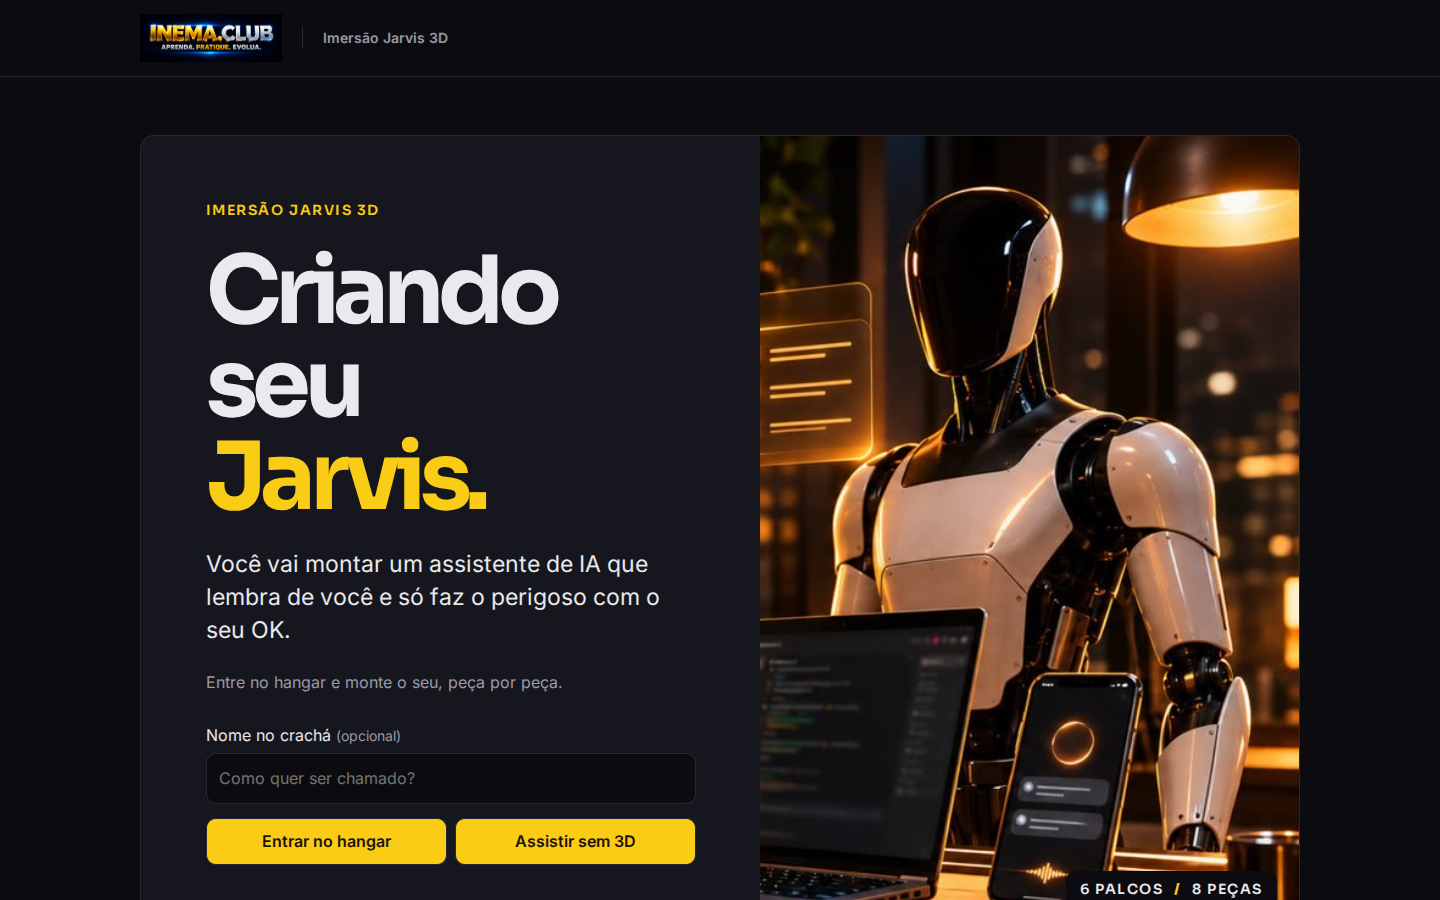 INEMA.CLUB
APRENDA. PRATIQUE. EVOLUA.
Imersão Jarvis 3D
IMERSÃO JARVIS 3D
Criando
seu
Jarvis.
Você vai montar um assistente de IA que
lembra de você e só faz o perigoso com o
seu OK.
Entre no hangar e monte o seu, peça por peça.
Nome no crachá (opcional)
Como quer ser chamado?
Entrar no hangar
Assistir sem 3D
6 PALCOS / 8 PEÇAS